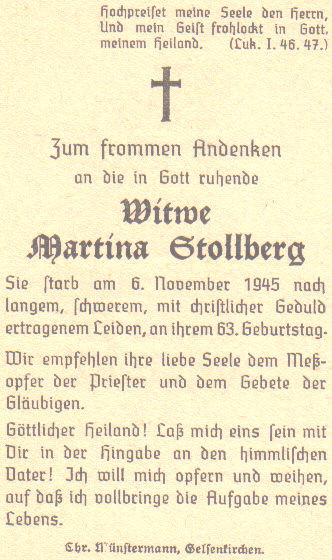 Hochpreiset meine Seele den Herrn,
Und mein Geist frohlockt in Gott,
meinem Heiland. (Luk. I. 46. 47.)
Zum frommen Andenken
an die in Gott ruhende
Witwe
Martina Stollberg
Sie starb am 6. November 1945 nach
langem, schwerem, mit christlicher Geduld
ertragenem Leiden, an ihrem 63. Geburtstag.
Wir empfehlen ihre liebe Seele dem Meß-
opfer der Priester und dem Gebete der
Gläubigen.
Göttlicher Heiland! Laß mich eins sein mit
Dir in der Hingabe an den himmlischen
Vater! Ich will mich opfern und weihen,
auf daß ich vollbringe die Aufgabe meines
Lebens.
Chr. Münstermann, Gelsenkirchen.